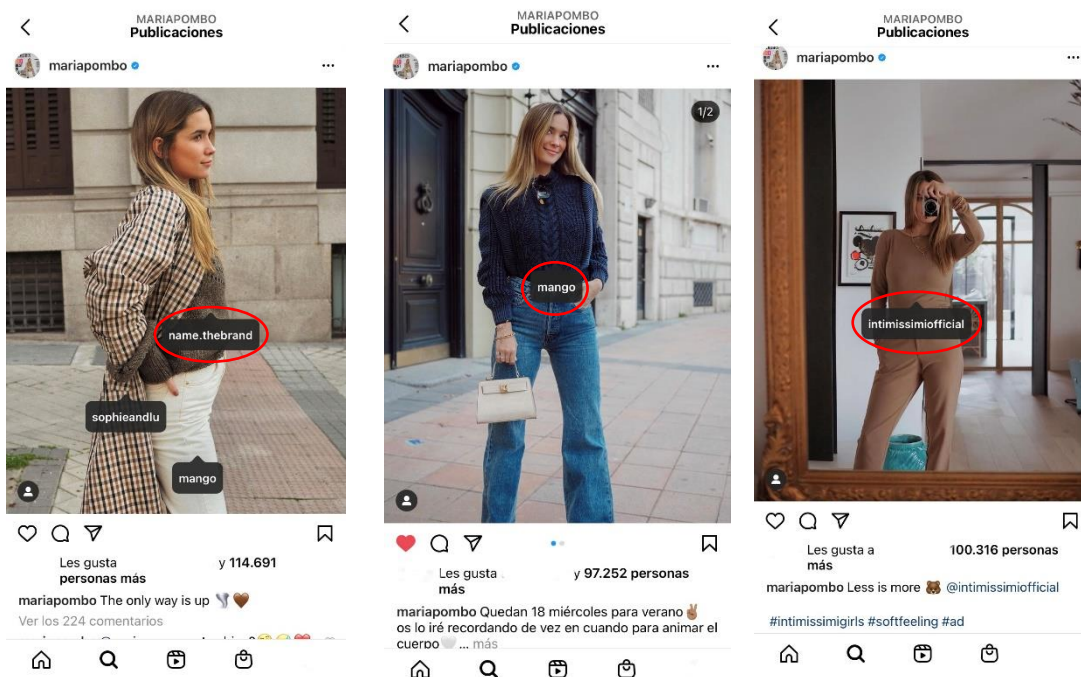 MARIAPOMBO
Publicaciones
mariapombo
name.thebrand
sophieandlu
mango
Les gusta y 114.691
personas más
mariapombo The only way is up
Ver los 224 comentarios
MARIAPOMBO
Publicaciones
mariapombo
1/2
mango
Les gusta y 97.252 personas
más
mariapombo Quedan 18 miércoles para verano
os lo iré recordando de vez en cuando para animar el
cuerpo ... más
MARIAPOMBO
Publicaciones
mariapombo
intimissimiofficial
Les gusta a 100.316 personas
más
mariapombo Less is more @intimissimiofficial
#intimissimigirls #softfeeling #ad